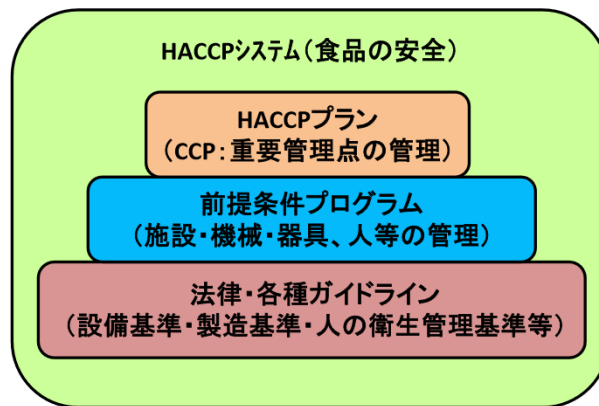 HACCPシステム(食品の安全)
HACCPプラン
(CCP:重要管理点の管理)
前提条件プログラム
(施設・機械・器具、人等の管理)
法律・各種ガイドライン
(設備基準・製造基準・人の衛生管理基準等)